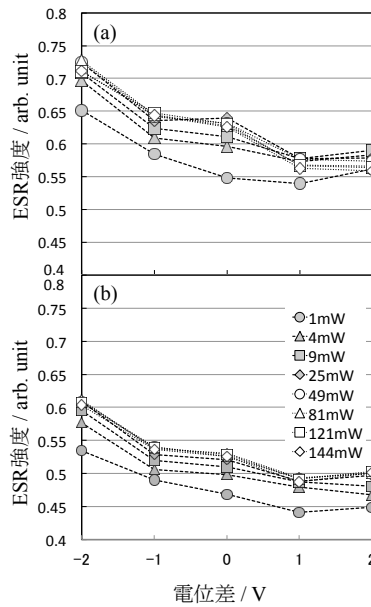 0.8
(a)
0.75
0.7
0.65
0.6
0.55
0.5
0.45
0.4
ESR強度 / arb. unit
0.8
(b)
0.75
0.7
0.65
0.6
0.55
0.5
0.45
0.4
ESR強度 / arb. unit
1mW
4mW
9mW
25mW
49mW
81mW
121mW
144mW
-2 -1 0 1 2
電位差 / V